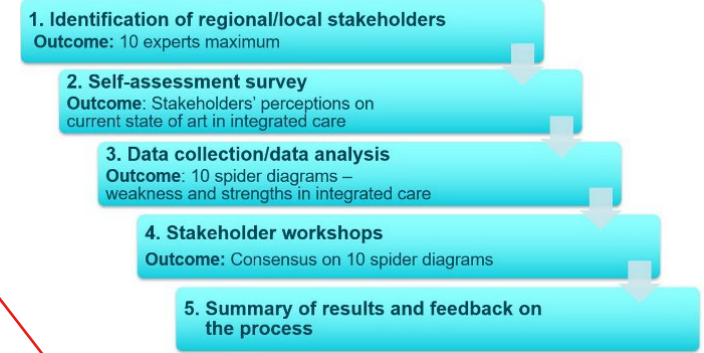 1. Identification of regional/local stakeholders
Outcome: 10 experts maximum
2. Self-assessment survey
Outcome: Stakeholders' perceptions on
current state of art in integrated care
3. Data collection/data analysis
Outcome: 10 spider diagrams –
weakness and strengths in integrated care
4. Stakeholder workshops
Outcome: Consensus on 10 spider diagrams
5. Summary of results and feedback on
the process